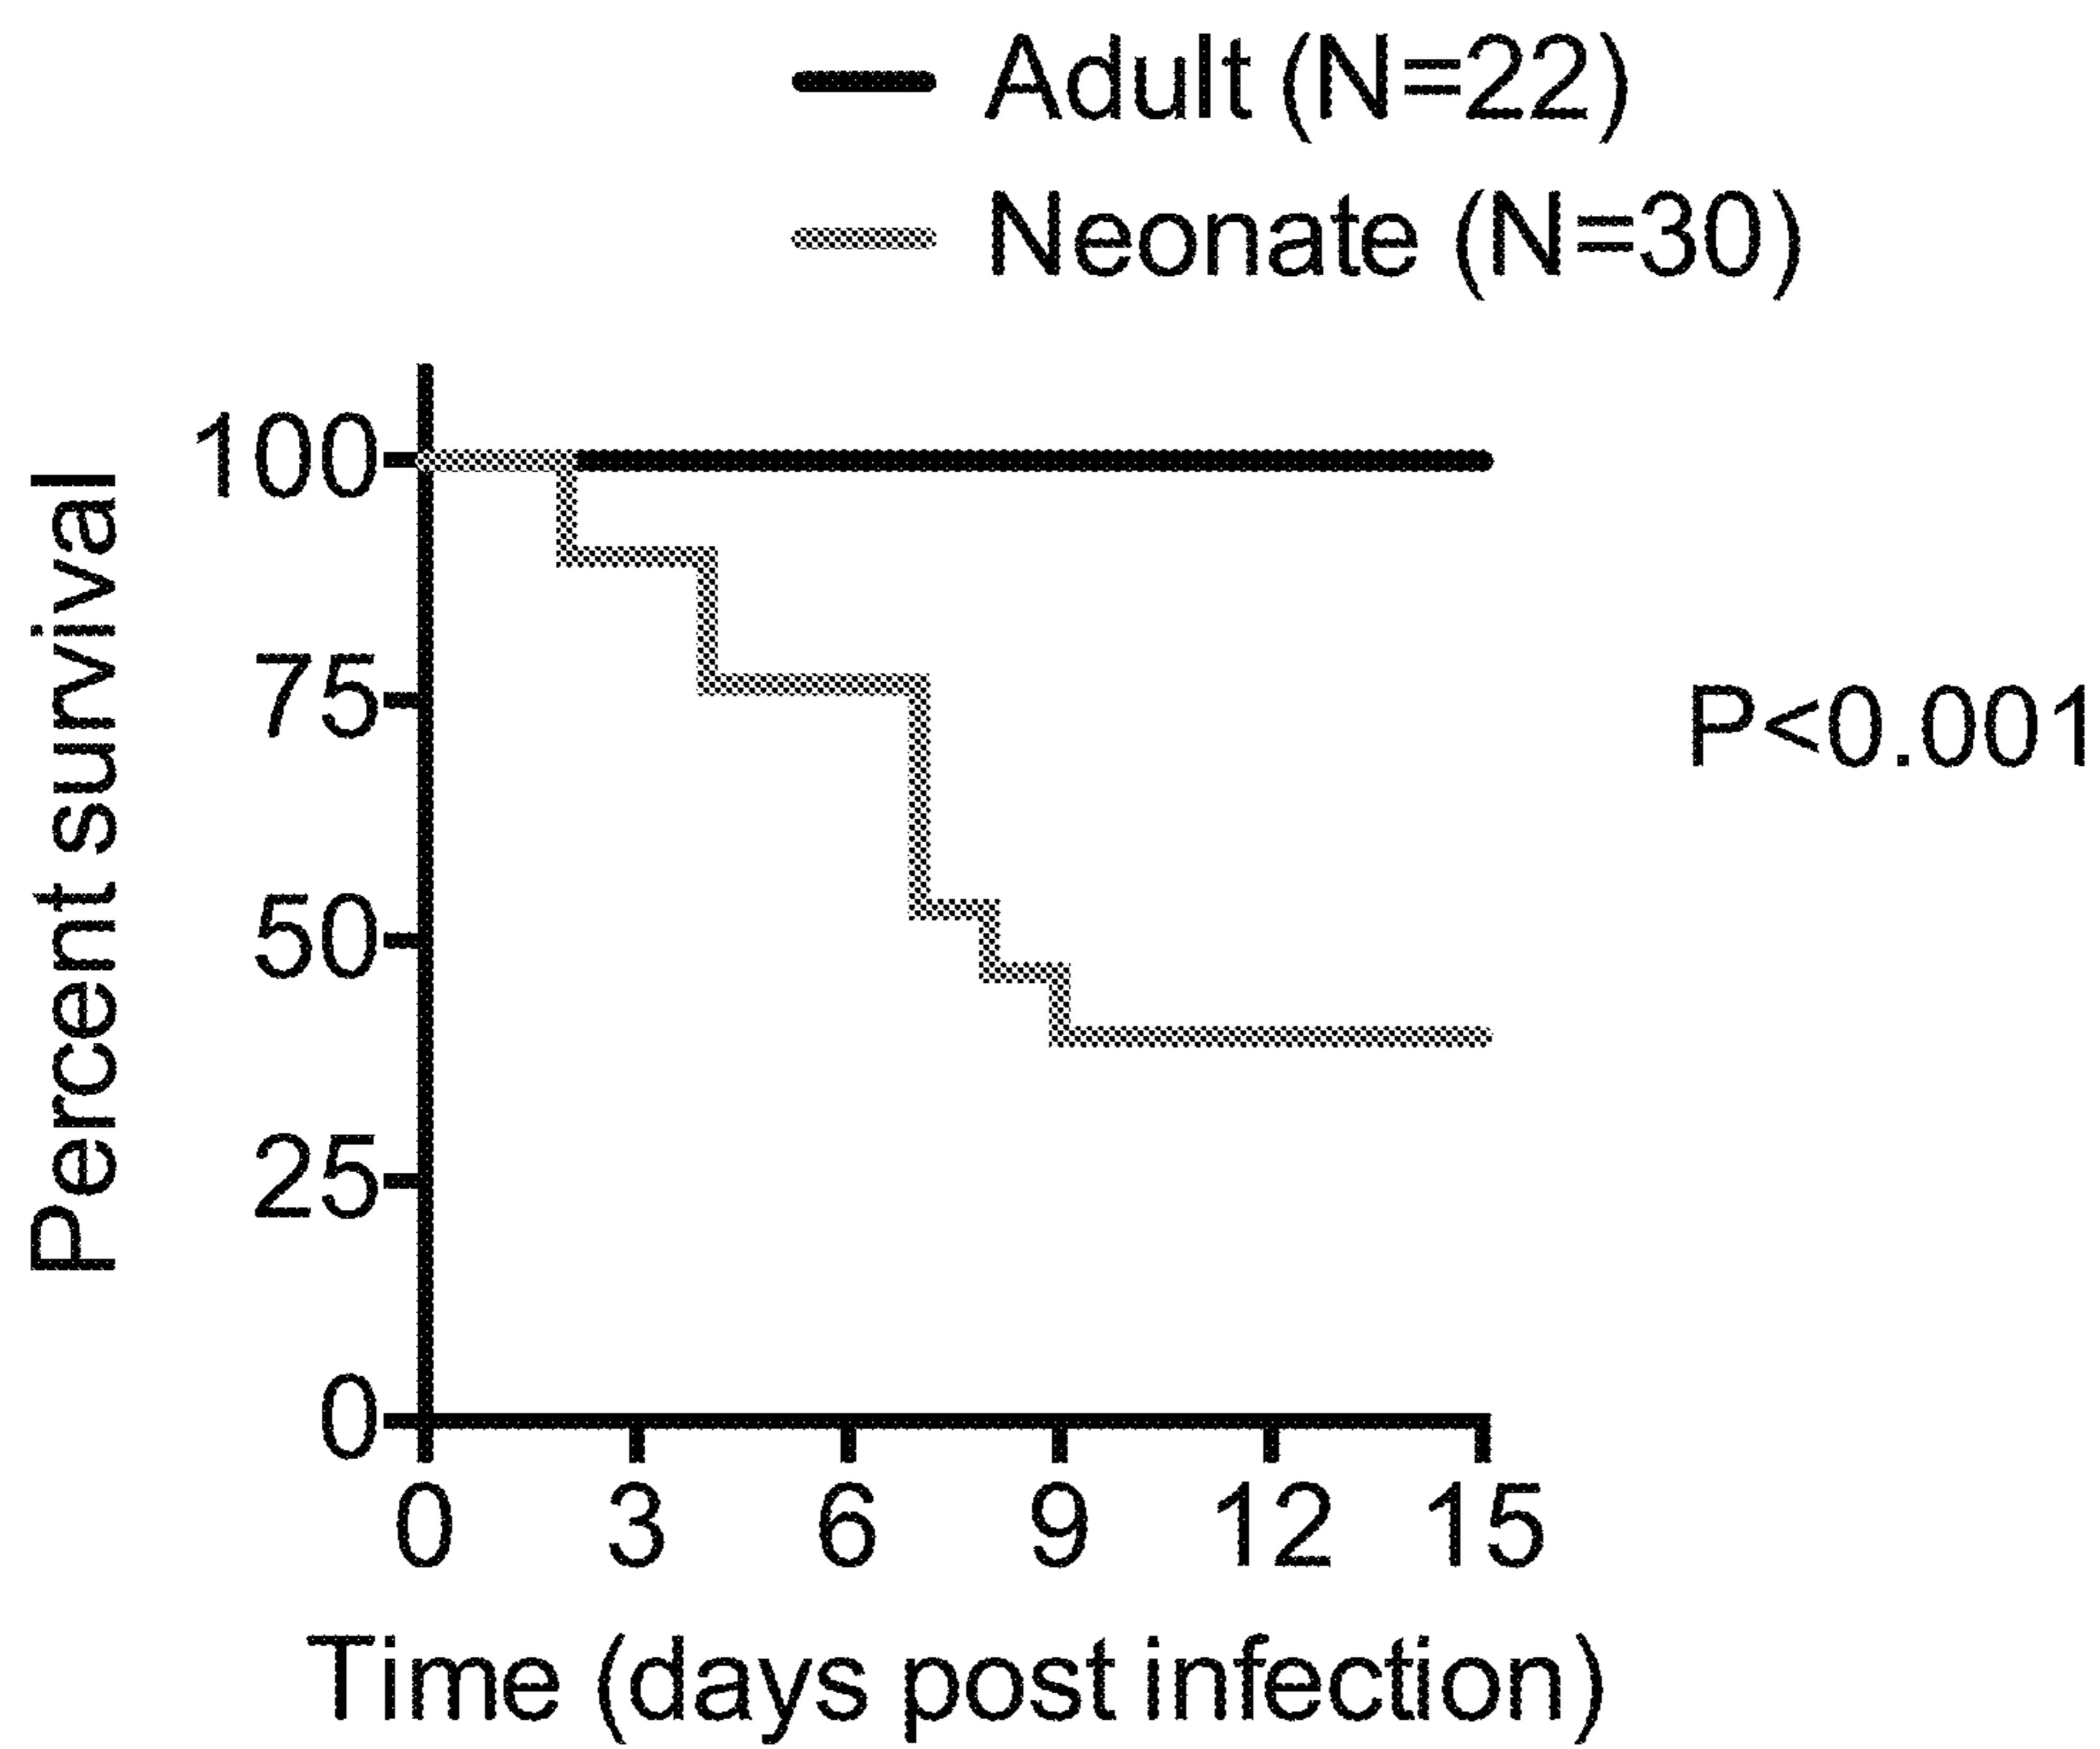 Adult (N=22)
Neonate (N=30)
Percent survival
100
75
50
25
0
P<0.001
0 3 6 9 12 15
Time (days post infection)